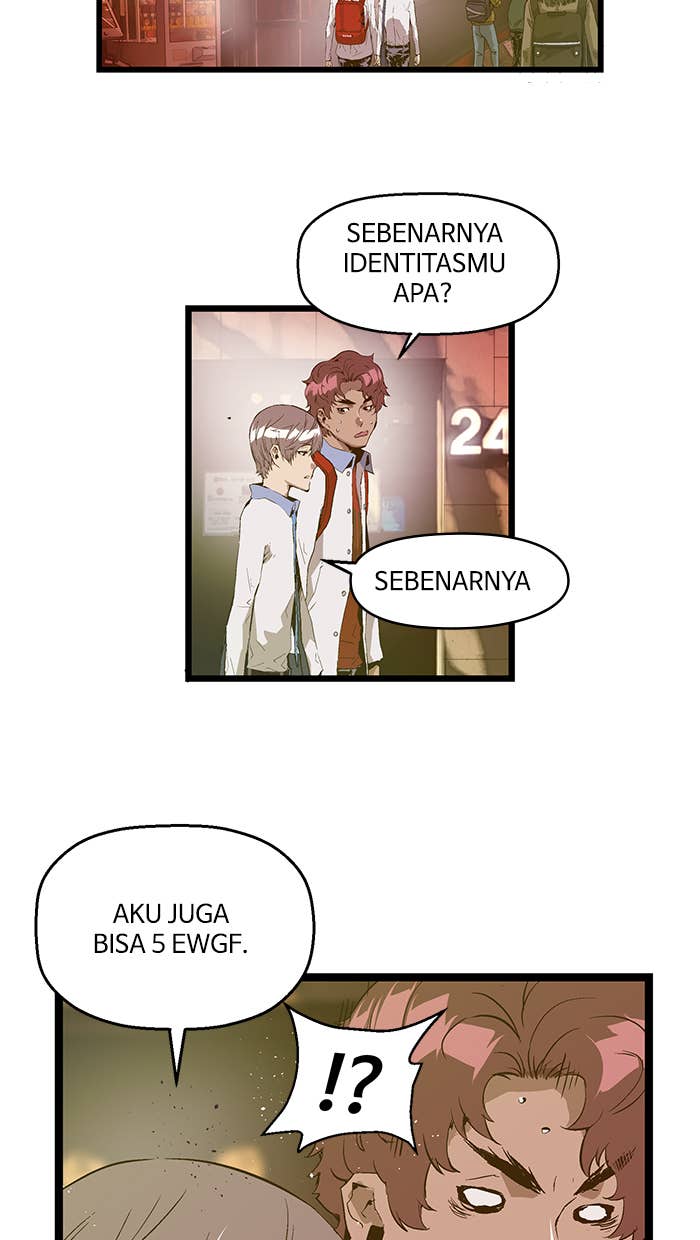 SEBENARNYA
IDENTITASMU
APA?
24
SEBENARNYA
AKU JUGA
BISA 5 EWGF.
!?